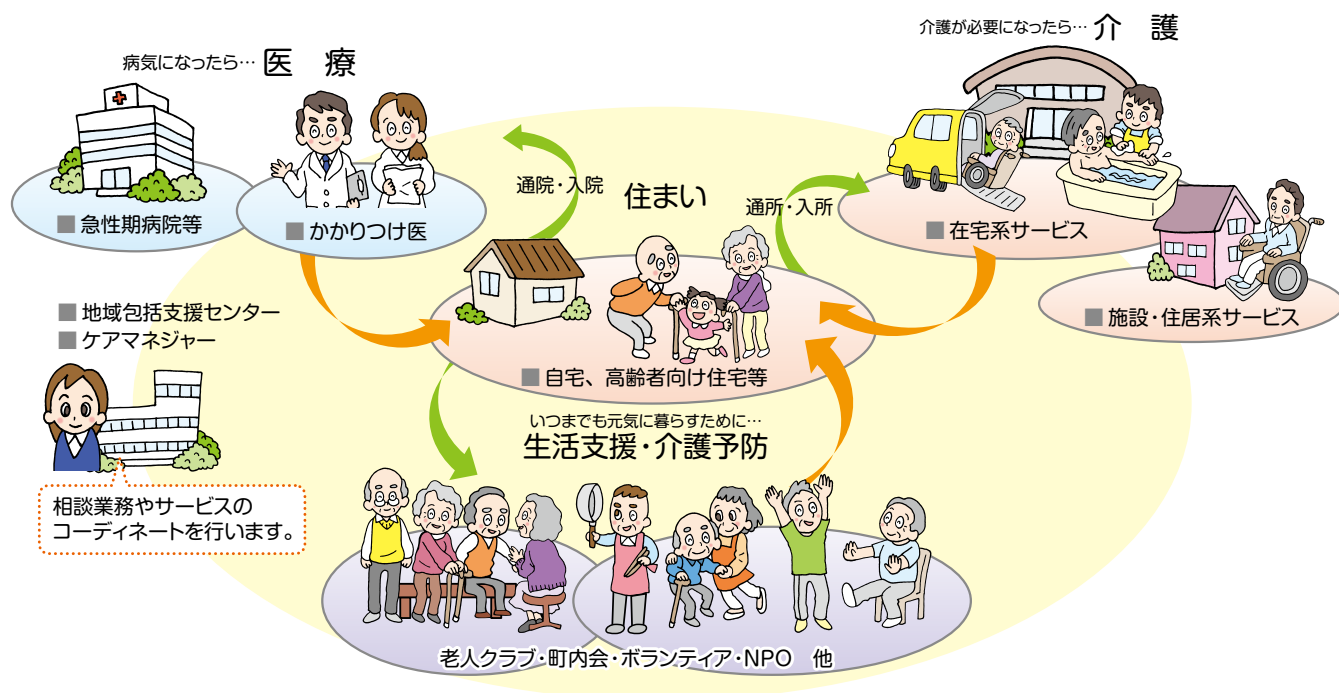 病気になったら… 医 療
介護が必要になったら… 介 護
■ 急性期病院等
■ かかりつけ医
通院・入院
住まい
通所・入所
■ 在宅系サービス
■ 施設・住居系サービス
■ 地域包括支援センター
■ ケアマネジャー
■ 自宅、高齢者向け住宅等
いつまでも元気に暮らすために…
生活支援・介護予防
相談業務やサービスの
コーディネートを行います。
老人クラブ・町内会・ボランティア・NPO 他